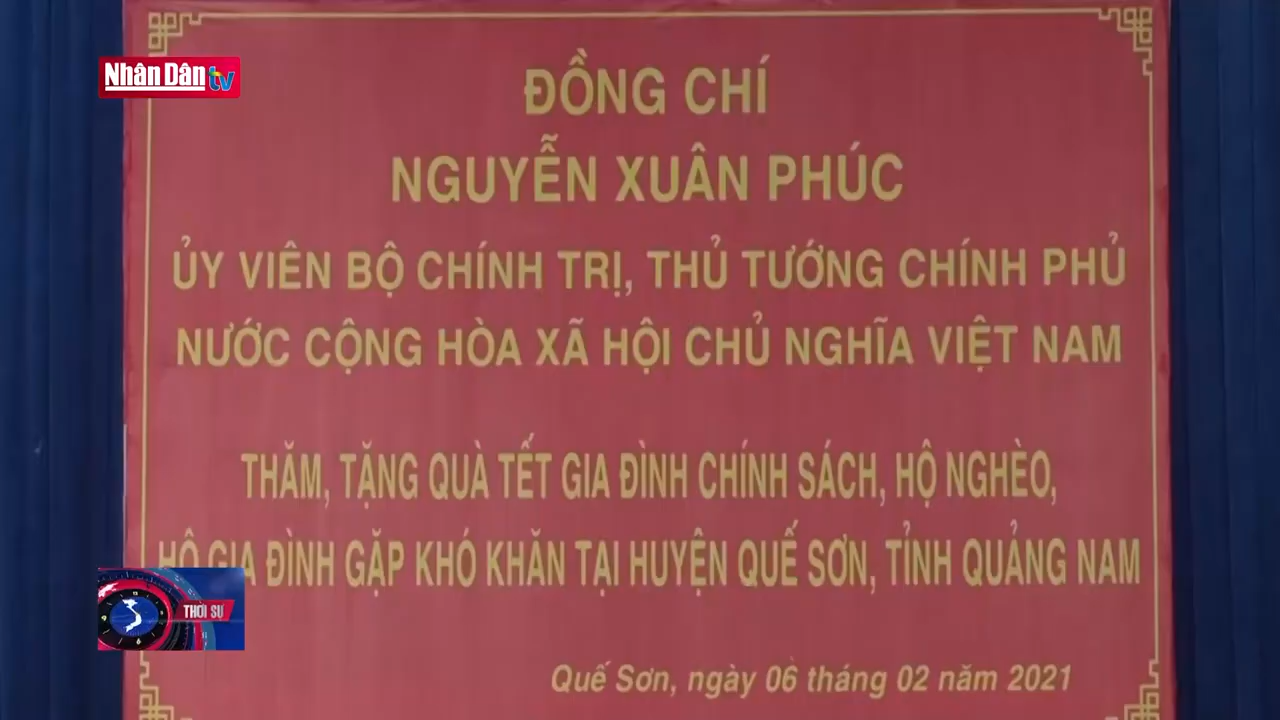 Nhân Dân tv
ĐỒNG CHÍ
NGUYỄN XUÂN PHÚC
ỦY VIÊN BỘ CHÍNH TRỊ, THỦ TƯỚNG CHÍNH PHỦ
NƯỚC CỘNG HÒA XÃ HỘI CHỦ NGHĨA VIỆT NAM
THĂM, TẶNG QUÀ TẾT GIA ĐÌNH CHÍNH SÁCH, HỘ NGHÈO,
HỘ GIA ĐÌNH GẶP KHÓ KHĂN TẠI HUYỆN QUẾ SƠN, TỈNH QUẢNG NAM
THỜI SỰ
Quế Sơn, ngày 06 tháng 02 năm 2021